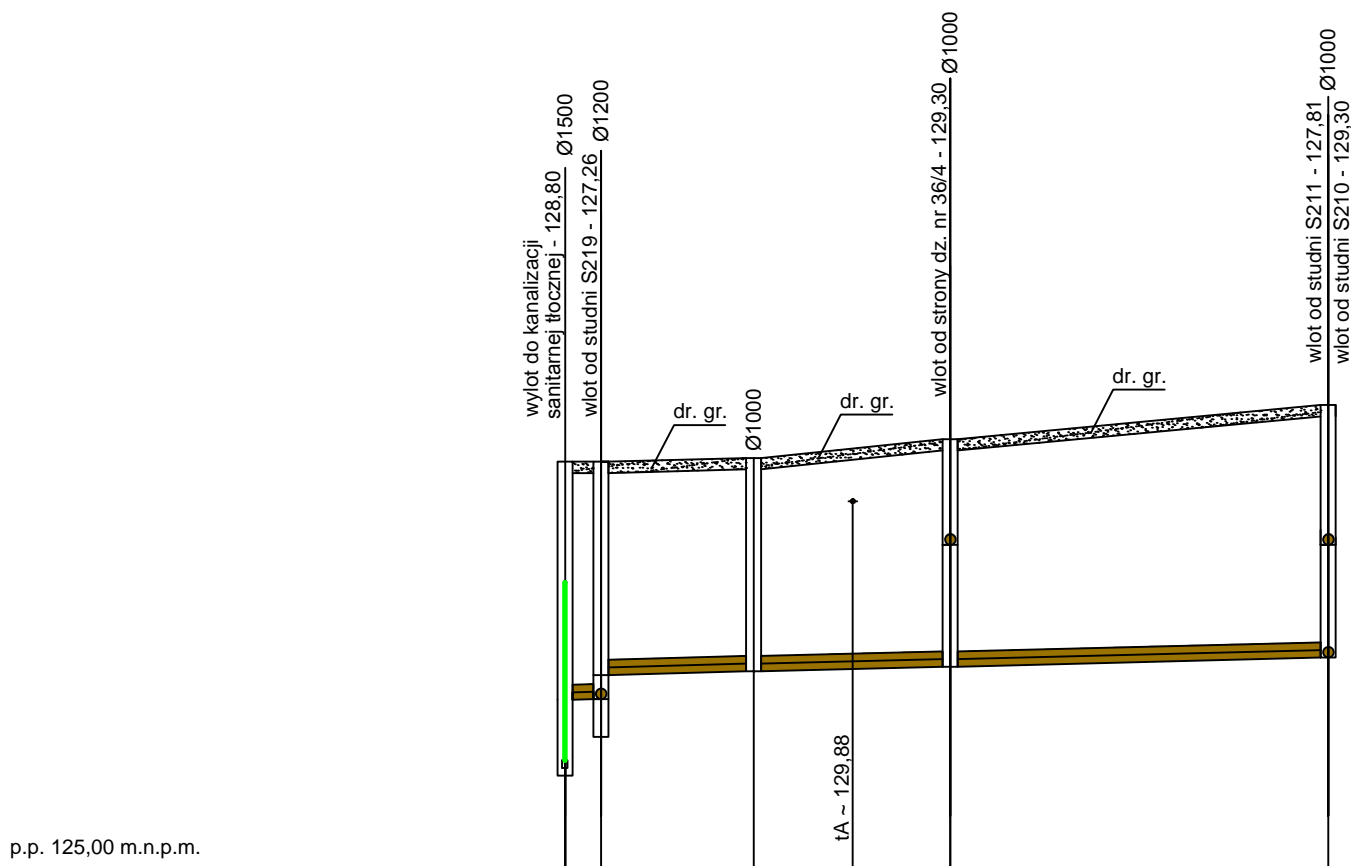 wylot do kanalizacji
sanitarnej tłocznej - 128,80
Ø1500
wlot od studni S219 - 127,26
Ø1200
Ø1000
wlot od strony dz. nr 36/4 - 129,30
Ø1000
wlot od studni S211 - 127,81
wlot od studni S210 - 129,30
Ø1000
dr. gr.
dr. gr.
dr. gr.
tA ~ 129,88
p.p. 125,00 m.n.p.m.